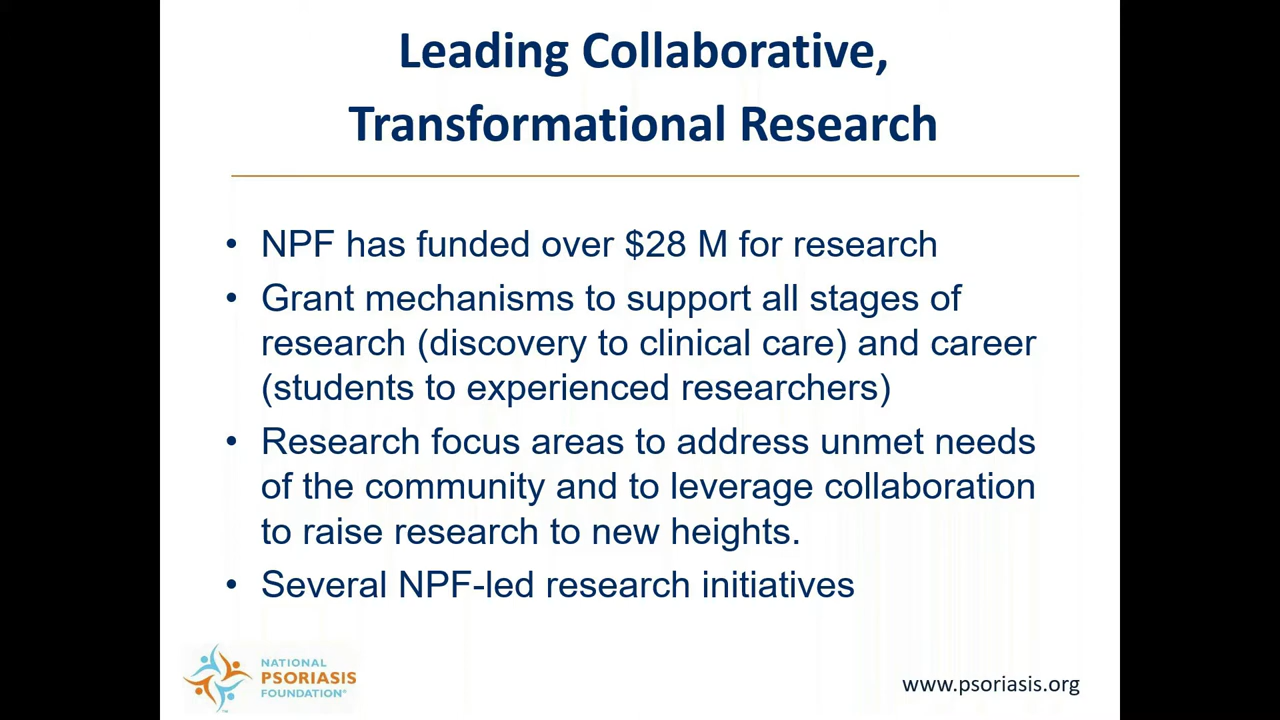 Leading Collaborative,
Transformational Research
• NPF has funded over $28 M for research
• Grant mechanisms to support all stages of
research (discovery to clinical care) and career
(students to experienced researchers)
• Research focus areas to address unmet needs
of the community and to leverage collaboration
to raise research to new heights.
• Several NPF-led research initiatives
NATIONAL
PSORIASIS
FOUNDATION®
™
www.psoriasis.org